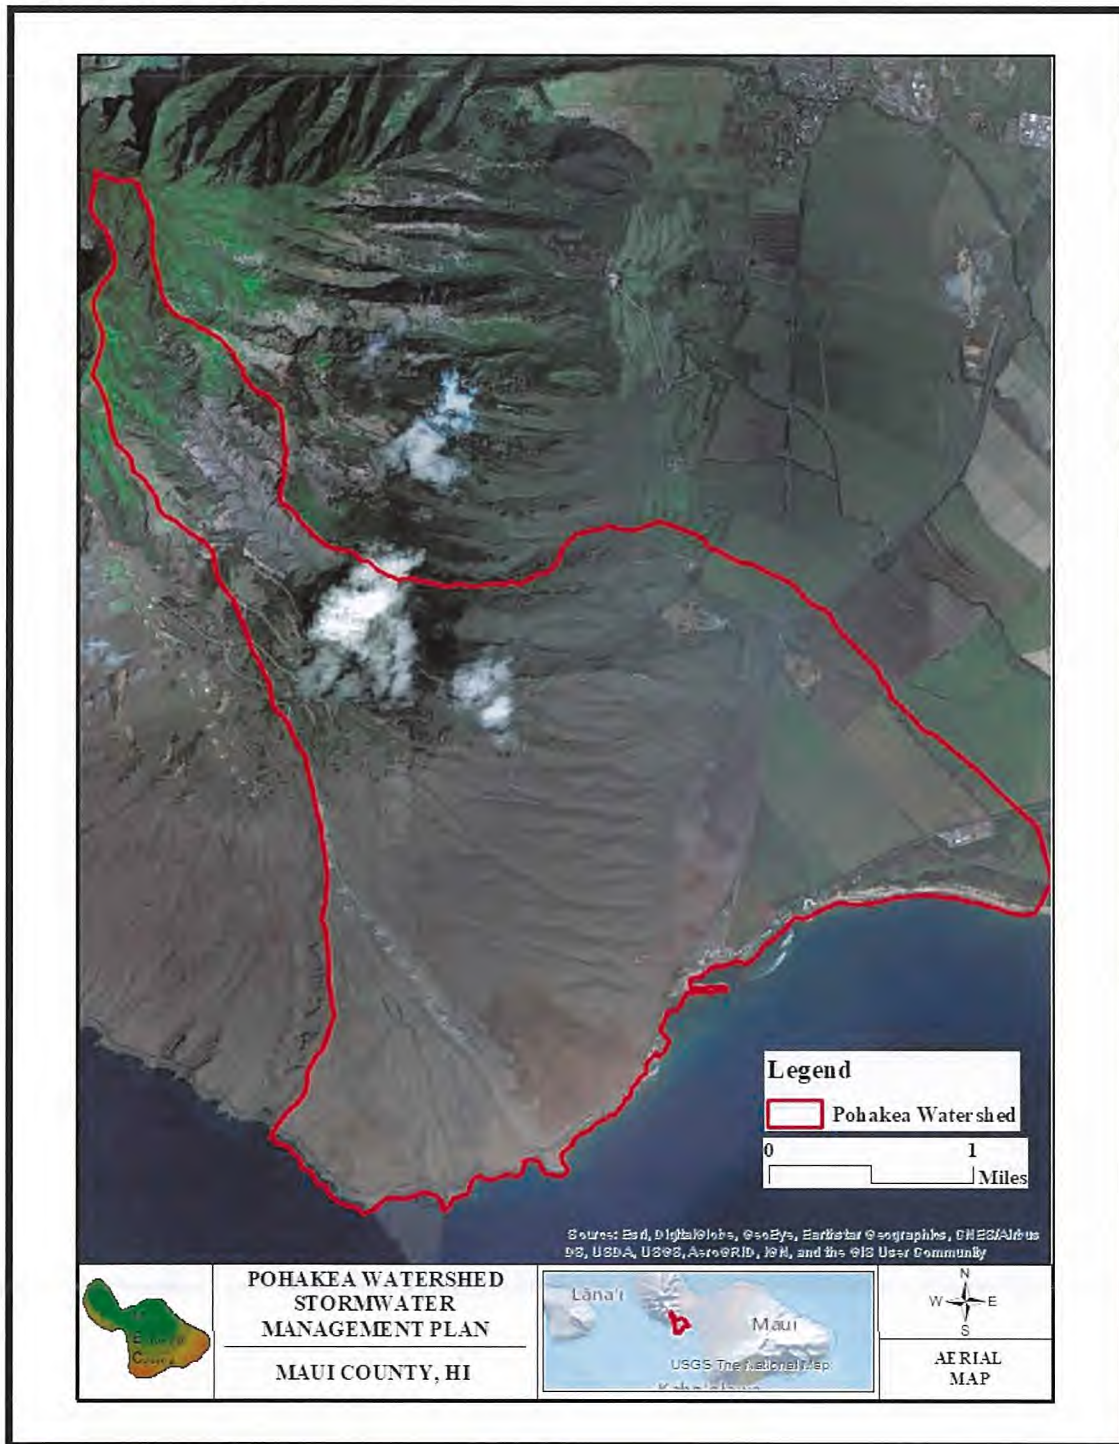 Legend
Pohakea Watershed
0 1
Miles
Source: Esri, DigitalGlobe, GeoEye, Earthstar Geographics, CNES/Airbus
DS, USDA, USGS, AeroGRID, IGN, and the GIS User Community
POHAKEA WATERSHED
STORMWATER
MANAGEMENT PLAN
MAUI COUNTY, HI
Lāna'i
Maui
USGS The National Map:
N
W E
S
AERIAL
MAP